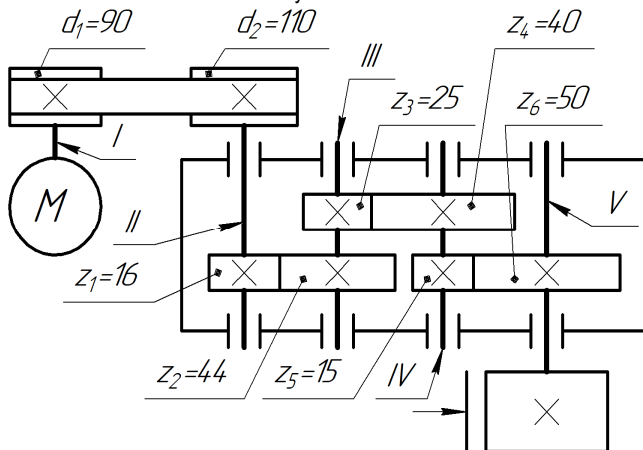 d₁=90
d₂=110
III
z₄=40
z₃=25
z₆=50
I
M
II
V
z₁=16
z₂=44
z₅=15
IV